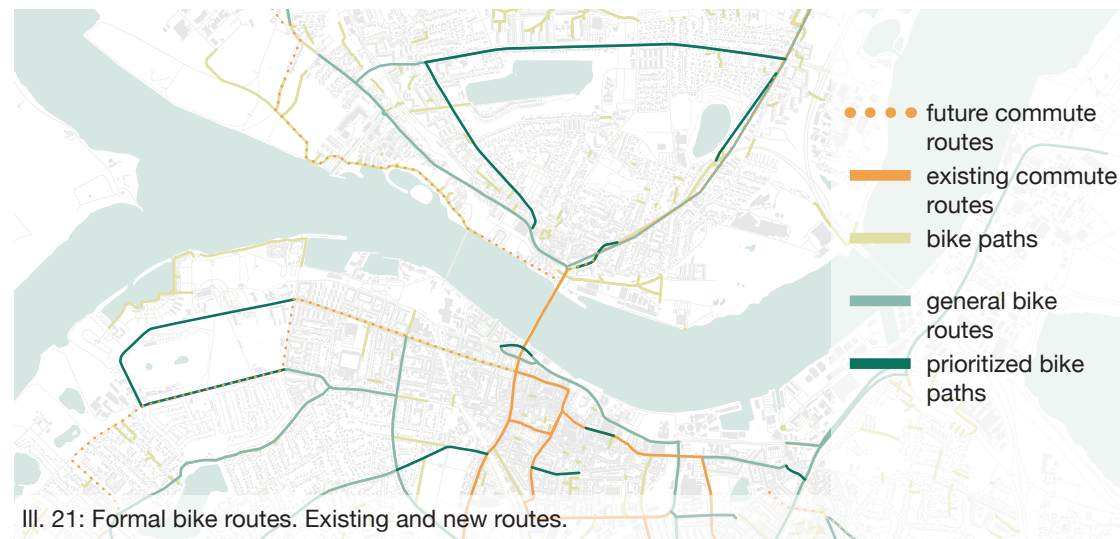 future commute
routes
existing commute
routes
bike paths
general bike
routes
prioritized bike
paths
Ill. 21: Formal bike routes. Existing and new routes.